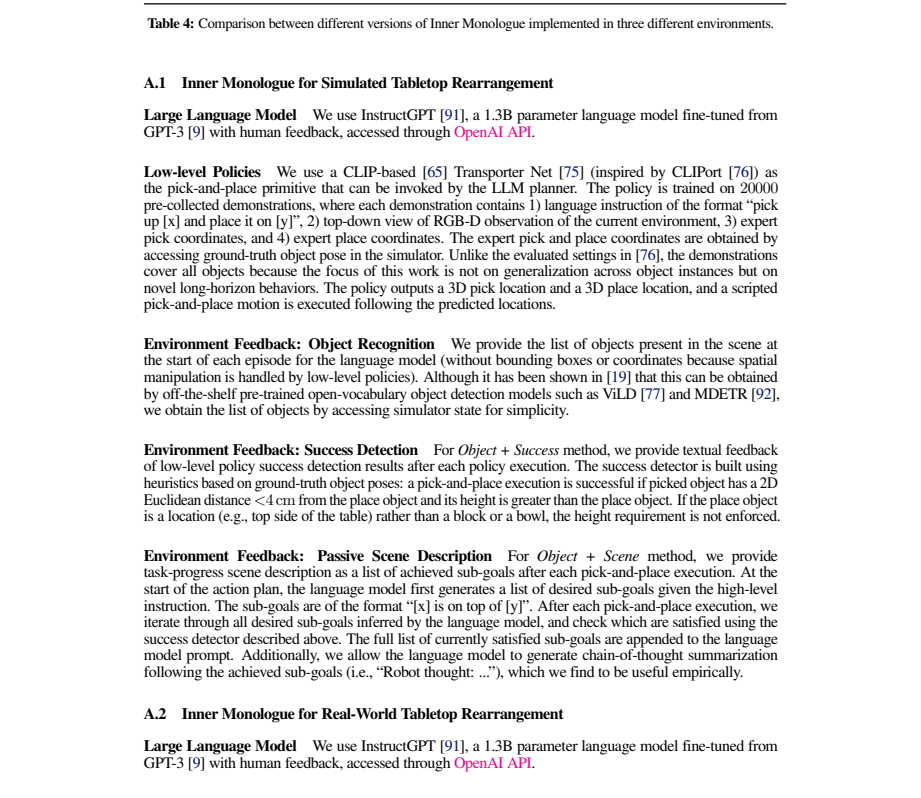 Table 4: Comparison between different versions of Inner Monologue implemented in three different environments.
A.1 Inner Monologue for Simulated Tabletop Rearrangement
Large Language Model We use InstructGPT [91], a 1.3B parameter language model fine-tuned from
GPT-3 [9] with human feedback, accessed through OpenAI API.
Low-level Policies We use a CLIP-based [65] Transporter Net [75] (inspired by CLIPort [76]) as
the pick-and-place primitive that can be invoked by the LLM planner. The policy is trained on 20000
pre-collected demonstrations, where each demonstration contains 1) language instruction of the format “pick
up [x] and place it on [y]”, 2) top-down view of RGB-D observation of the current environment, 3) expert
pick coordinates, and 4) expert place coordinates. The expert pick and place coordinates are obtained by
accessing ground-truth object pose in the simulator. Unlike the evaluated settings in [76], the demonstrations
cover all objects because the focus of this work is not on generalization across object instances but on
novel long-horizon behaviors. The policy outputs a 3D pick location and a 3D place location, and a scripted
pick-and-place motion is executed following the predicted locations.
Environment Feedback: Object Recognition We provide the list of objects present in the scene at
the start of each episode for the language model (without bounding boxes or coordinates because spatial
manipulation is handled by low-level policies). Although it has been shown in [19] that this can be obtained
by off-the-shelf pre-trained open-vocabulary object detection models such as ViLD [77] and MDETR [92],
we obtain the list of objects by accessing simulator state for simplicity.
Environment Feedback: Success Detection For Object + Success method, we provide textual feedback
of low-level policy success detection results after each policy execution. The success detector is built using
heuristics based on ground-truth object poses: a pick-and-place execution is successful if picked object has a 2D
Euclidean distance <4 cm from the place object and its height is greater than the place object. If the place object
is a location (e.g., top side of the table) rather than a block or a bowl, the height requirement is not enforced.
Environment Feedback: Passive Scene Description For Object + Scene method, we provide
task-progress scene description as a list of achieved sub-goals after each pick-and-place execution. At the
start of the action plan, the language model first generates a list of desired sub-goals given the high-level
instruction. The sub-goals are of the format “[x] is on top of [y]”. After each pick-and-place execution, we
iterate through all desired sub-goals inferred by the language model, and check which are satisfied using the
success detector described above. The full list of currently satisfied sub-goals are appended to the language
model prompt. Additionally, we allow the language model to generate chain-of-thought summarization
following the achieved sub-goals (i.e., “Robot thought: ...”), which we find to be useful empirically.
A.2 Inner Monologue for Real-World Tabletop Rearrangement
Large Language Model We use InstructGPT [91], a 1.3B parameter language model fine-tuned from
GPT-3 [9] with human feedback, accessed through OpenAI API.